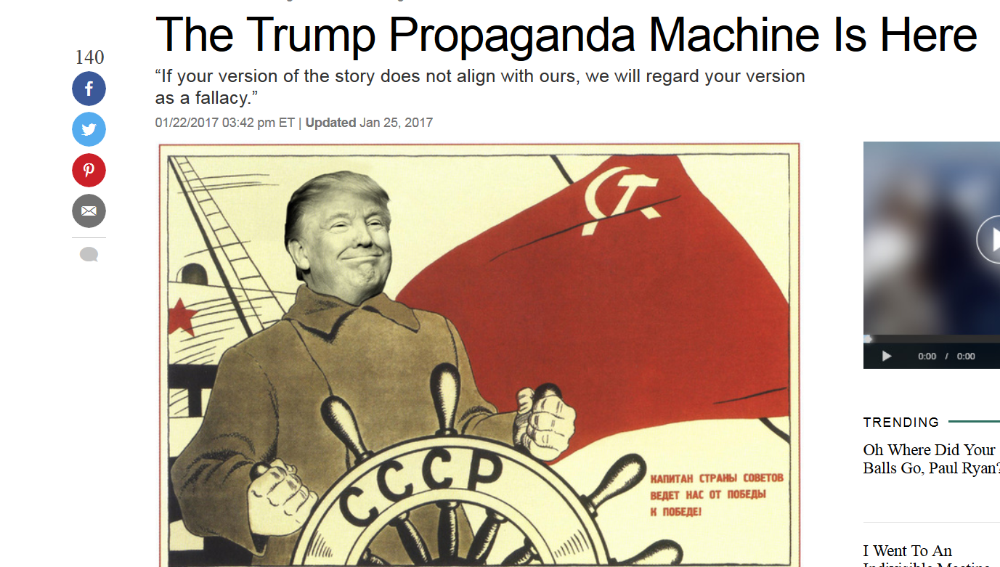 The Trump Propaganda Machine Is Here
140
“If your version of the story does not align with ours, we will regard your version
as a fallacy.”
01/22/2017 03:42 pm ET | Updated Jan 25, 2017
СССР
КАПИТАН СТРАНЫ СОВЕТОВ
ВЕДЕТ НАС ОТ ПОБЕДЫ
К ПОБЕДЕ!
0:00 / 0:00
TRENDING
Oh Where Did Your
Balls Go, Paul Ryan?
I Went To An